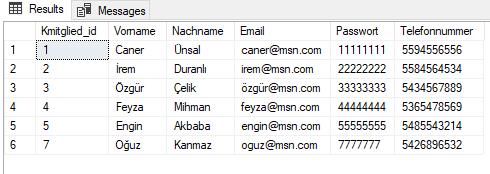 Results Messages
Kmitglied_id Vorname Nachname Email Passwort Telefonnummer
1 1 Caner Ünsal caner@msn.com 11111111 5594556556
2 2 İrem Duranlı irem@msn.com 22222222 5584564534
3 3 Özgür Çelik özgür@msn.com 33333333 5434567889
4 4 Feyza Mihman feyza@msn.com 44444444 5365478569
5 5 Engin Akbaba engin@msn.com 55555555 5485543214
6 7 Oğuz Kanmaz oguz@msn.com 7777777 5426896532